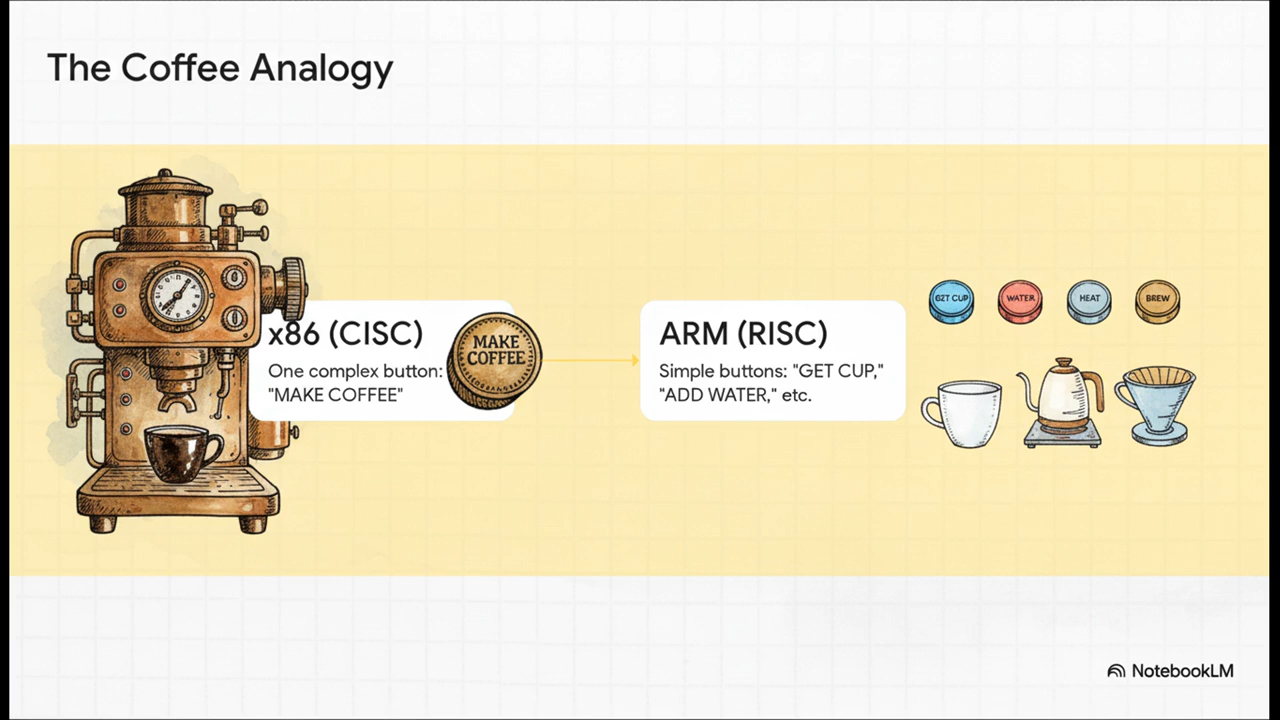 The Coffee Analogy
x86 (CISC)
One complex button:
"MAKE COFFEE"
MAKE
COFFEE
ARM (RISC)
Simple buttons: "GET CUP,"
"ADD WATER," etc.
GZT CUP
WATER
HEAT
BREW
NotebookLM